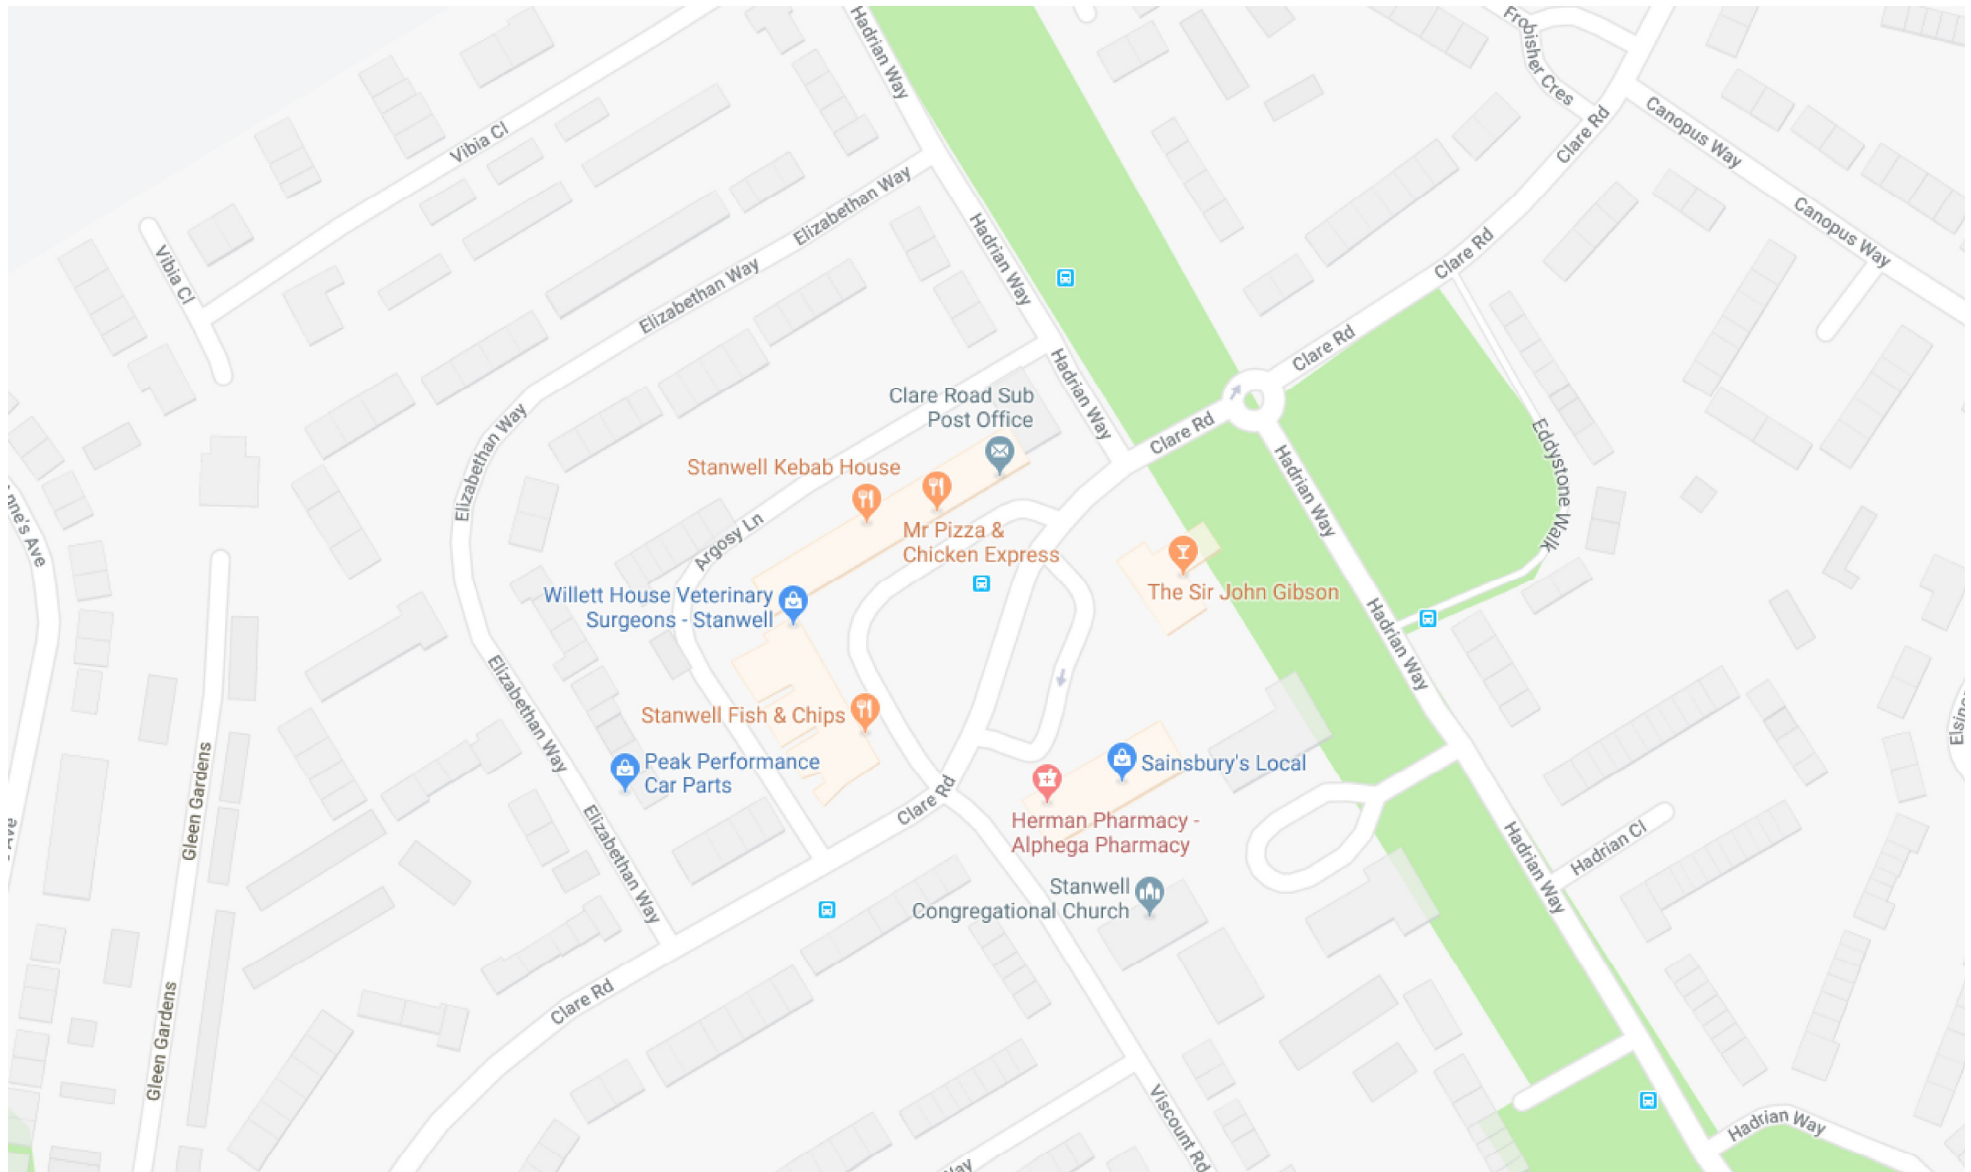 Hadrian Way
Frobisher Cres
Clare Rd
Canopus Way
Vibia Cl
Elizabethan Way
Hadrian Way
Clare Rd
Canopus Way
Vibia Cl
Elizabethan Way
Clare Rd
Hadrian Way
Clare Road Sub
Post Office
Clare Rd
Elizabethan Way
Stanwell Kebab House
Hadrian Way
Eddystone Walk
Mr Pizza &
Chicken Express
Argosy Ln
The Sir John Gibson
Willett House Veterinary
Surgeons - Stanwell
Hadrian Way
Elizabethan Way
Stanwell Fish & Chips
Peak Performance
Car Parts
Sainsbury's Local
Gleen Gardens
Clare Rd
Herman Pharmacy -
Alphega Pharmacy
Elizabethan Way
Hadrian Cl
Hadrian Way
Stanwell
Congregational Church
Clare Rd
Gleen Gardens
Viscount Rd
Hadrian Way